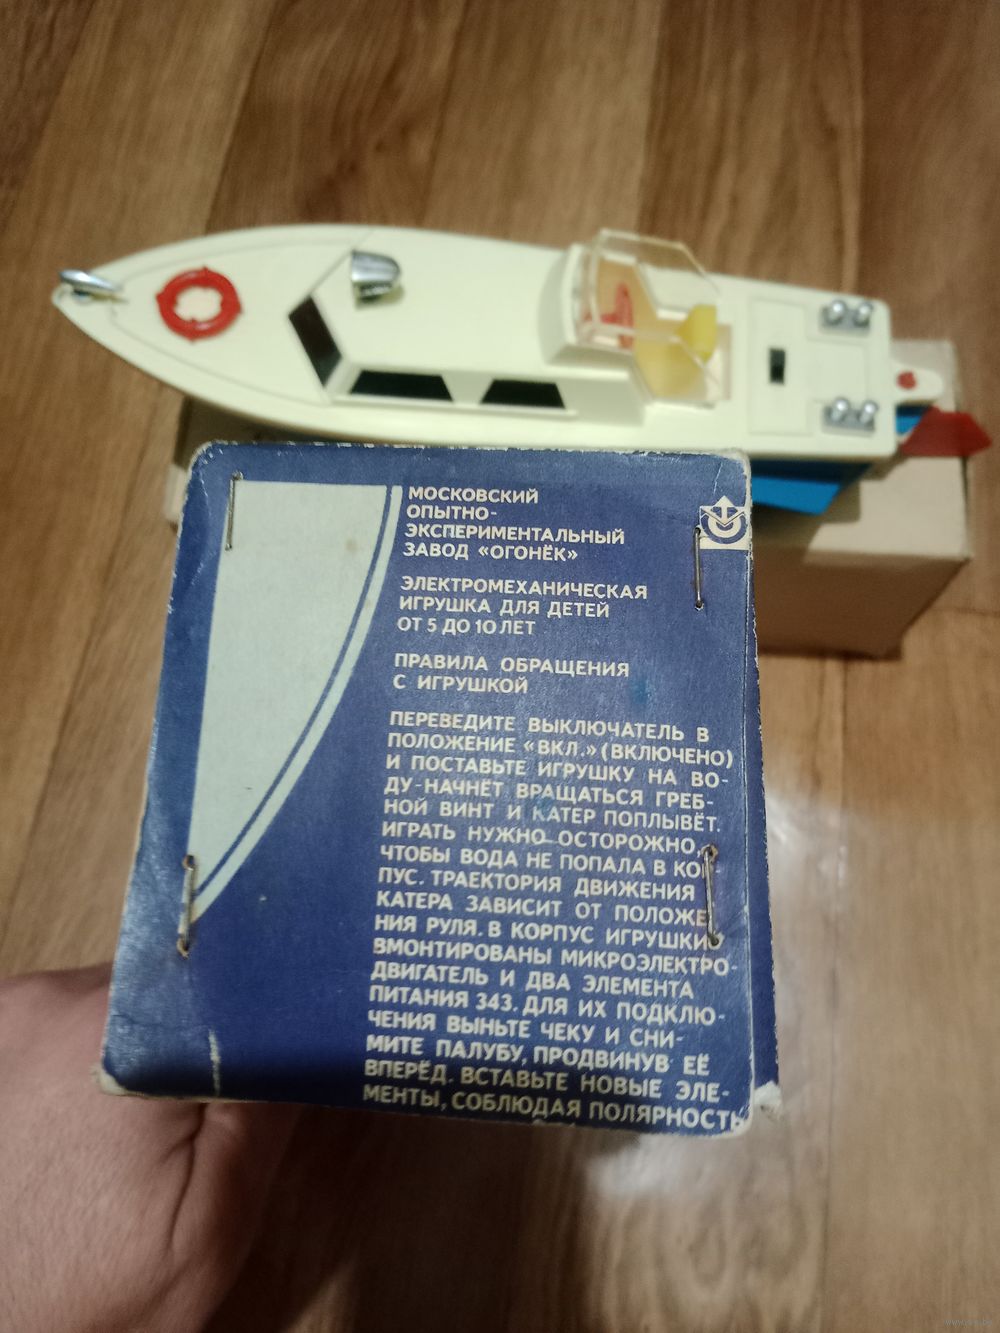 МОСКОВСКИЙ
ОПЫТНО-
ЭКСПЕРИМЕНТАЛЬНЫЙ
ЗАВОД «ОГОНЁК»
ЭЛЕКТРОМЕХАНИЧЕСКАЯ
ИГРУШКА ДЛЯ ДЕТЕЙ
ОТ 5 ДО 10 ЛЕТ
ПРАВИЛА ОБРАЩЕНИЯ
С ИГРУШКОЙ
ПЕРЕВЕДИТЕ ВЫКЛЮЧАТЕЛЬ В
ПОЛОЖЕНИЕ «ВКЛ.» (ВКЛЮЧЕНО)
И ПОСТАВЬТЕ ИГРУШКУ НА ВО-
ДУ-НАЧНЁТ ВРАЩАТЬСЯ ГРЕБ-
НОЙ ВИНТ И КАТЕР ПОПЛЫВЁТ.
ИГРАТЬ НУЖНО ОСТОРОЖНО,
ЧТОБЫ ВОДА НЕ ПОПАЛА В КОР-
ПУС. ТРАЕКТОРИЯ ДВИЖЕНИЯ
КАТЕРА ЗАВИСИТ ОТ ПОЛОЖЕ-
НИЯ РУЛЯ. В КОРПУС ИГРУШКИ
ВМОНТИРОВАНЫ МИКРОЭЛЕКТРО-
ДВИГАТЕЛЬ И ДВА ЭЛЕМЕНТА
ПИТАНИЯ 343. ДЛЯ ИХ ПОДКЛЮ-
ЧЕНИЯ ВЫНЬТЕ ЧЕКУ И СНИ-
МИТЕ ПАЛУБУ, ПРОДВИНУВ ЕЁ
ВПЕРЁД. ВСТАВЬТЕ НОВЫЕ ЭЛЕ-
МЕНТЫ, СОБЛЮДАЯ ПОЛЯРНОСТЬ